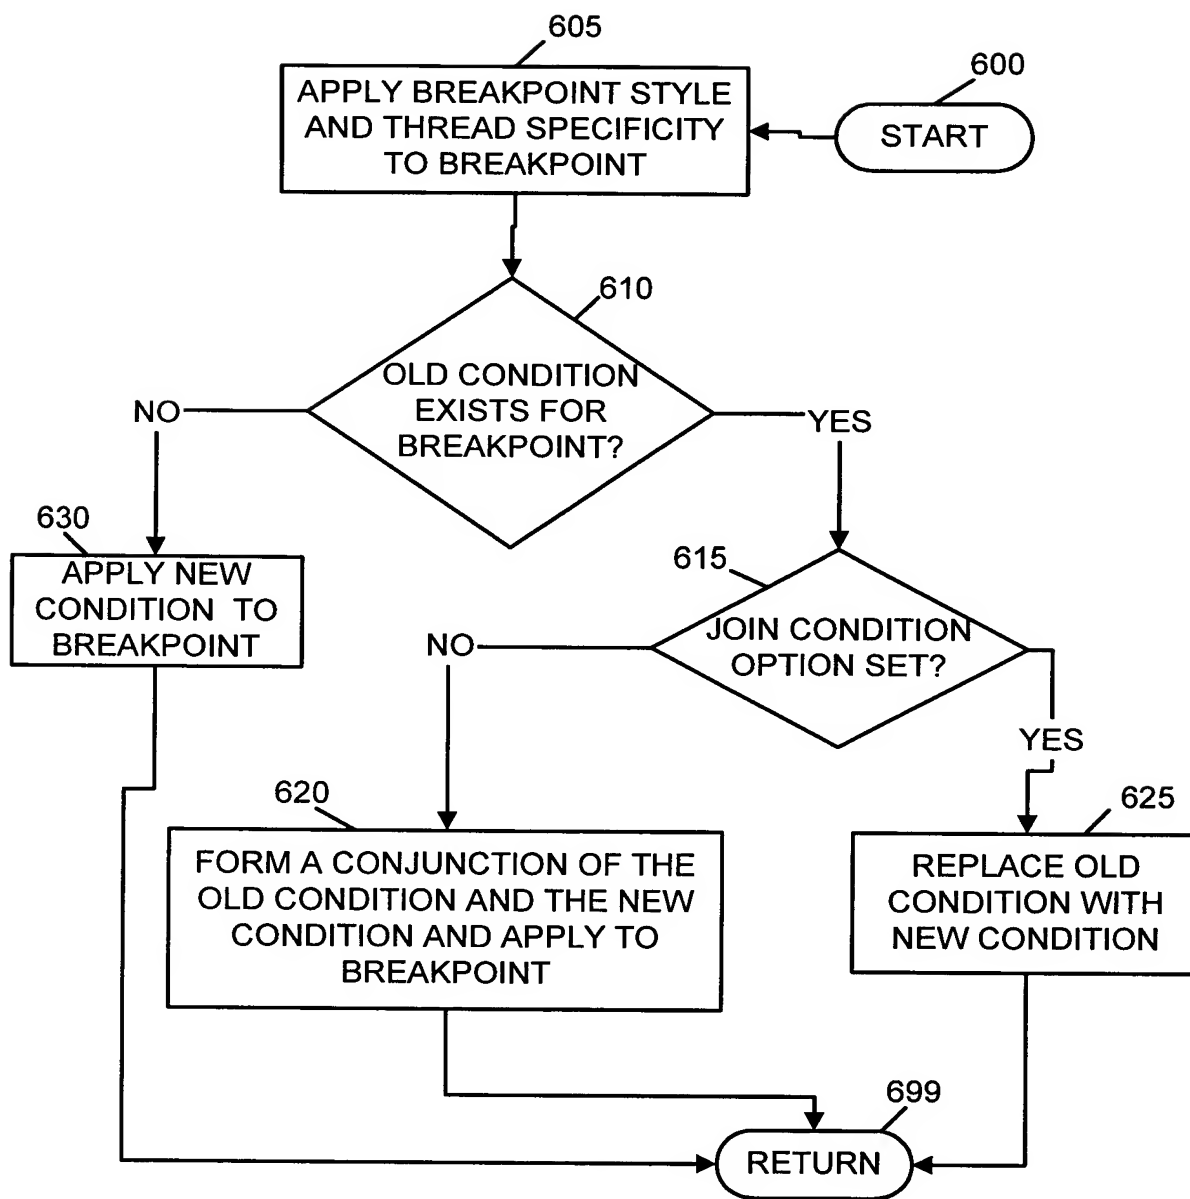 605
APPLY BREAKPOINT STYLE
AND THREAD SPECIFICITY
TO BREAKPOINT
600
START
610
OLD CONDITION
EXISTS FOR
BREAKPOINT?
NO
YES
630
APPLY NEW
CONDITION TO
BREAKPOINT
615
JOIN CONDITION
OPTION SET?
NO
YES
620
FORM A CONJUNCTION OF THE
OLD CONDITION AND THE NEW
CONDITION AND APPLY TO
BREAKPOINT
625
REPLACE OLD
CONDITION WITH
NEW CONDITION
699
RETURN